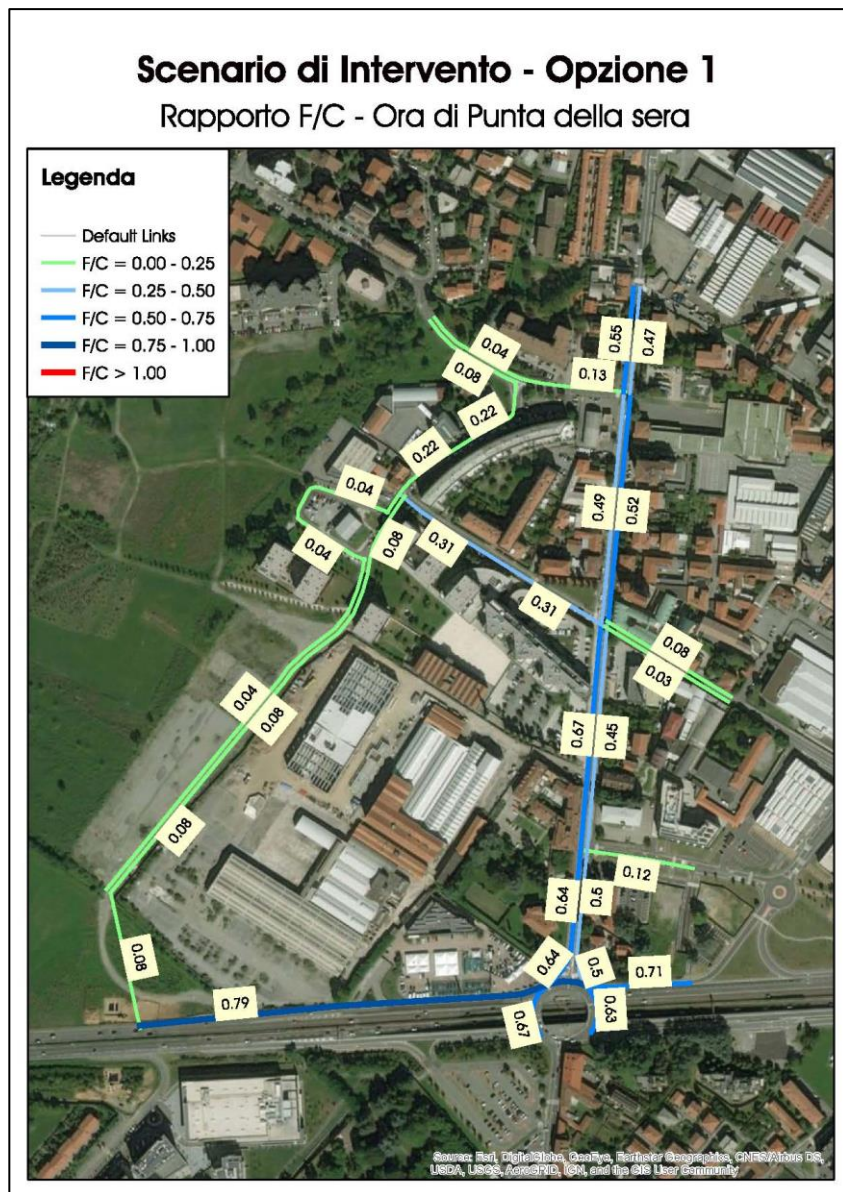 Scenario di Intervento - Opzione 1
Rapporto F/C - Ora di Punta della sera
Legenda
Default Links
F/C = 0.00 - 0.25
F/C = 0.25 - 0.50
F/C = 0.50 - 0.75
F/C = 0.75 - 1.00
F/C > 1.00
0.55
0.47
0.04
0.08
0.13
0.22
0.22
0.04
0.49
0.52
0.08
0.31
0.04
0.31
0.08
0.03
0.04
0.08
0.67
0.45
0.08
0.12
0.64
0.5
0.08
0.64
0.5
0.71
0.79
0.67
0.63
Source: Esri, DigitalGlobe, GeoEye, Earthstar Geographics, CNES/Airbus DS,
USDA, USGS, AeroGRID, IGN, and the GIS User Community